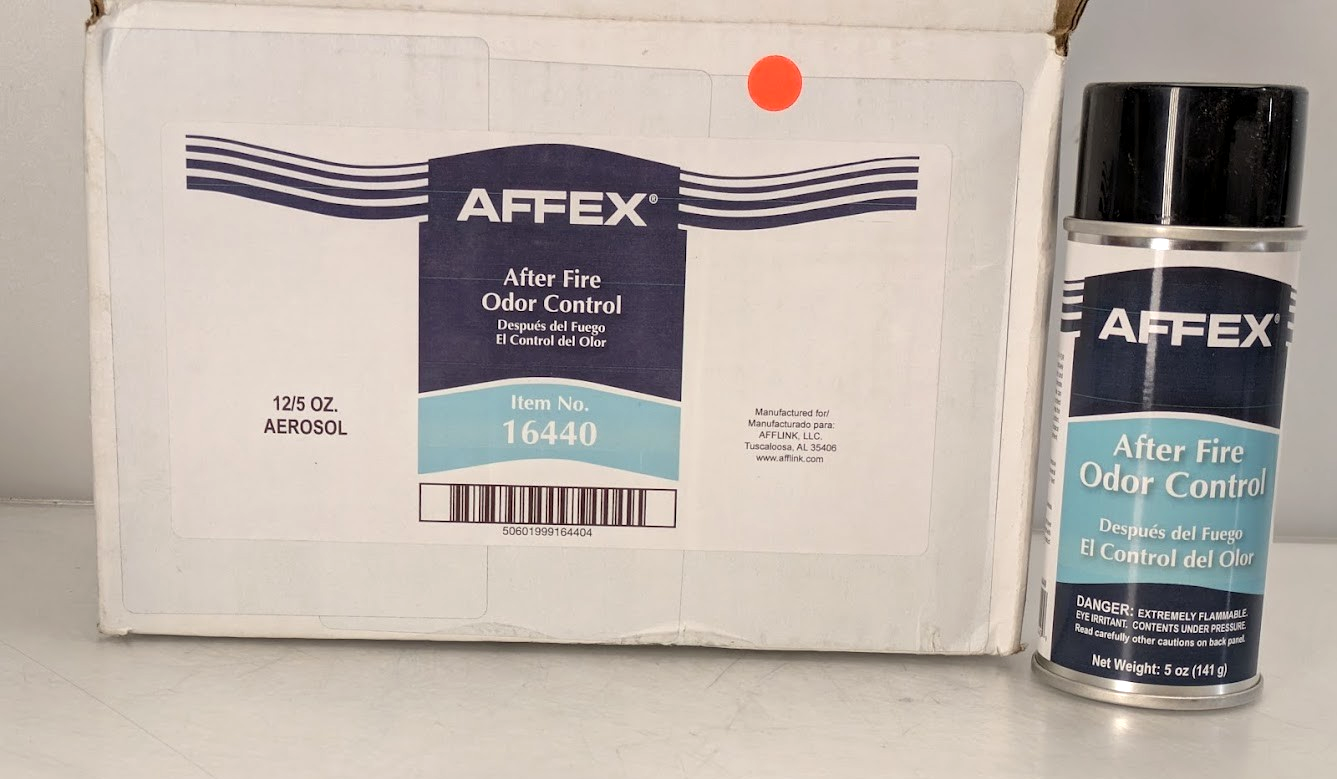 AFFEX®
After Fire
Odor Control
Después del Fuego
El Control del Olor
12/5 OZ.
AEROSOL
Item No.
16440
Manufactured for/
Manufacturado para:
AFFLINK, LLC.
Tuscaloosa, AL 35406
www.afflink.com
50601999164404
AFFEX®
After Fire
Odor Control
Después del Fuego
El Control del Olor
DANGER: EXTREMELY FLAMMABLE.
EYE IRRITANT. CONTENTS UNDER PRESSURE.
Read carefully other cautions on back panel.
Net Weight: 5 oz (141 g)